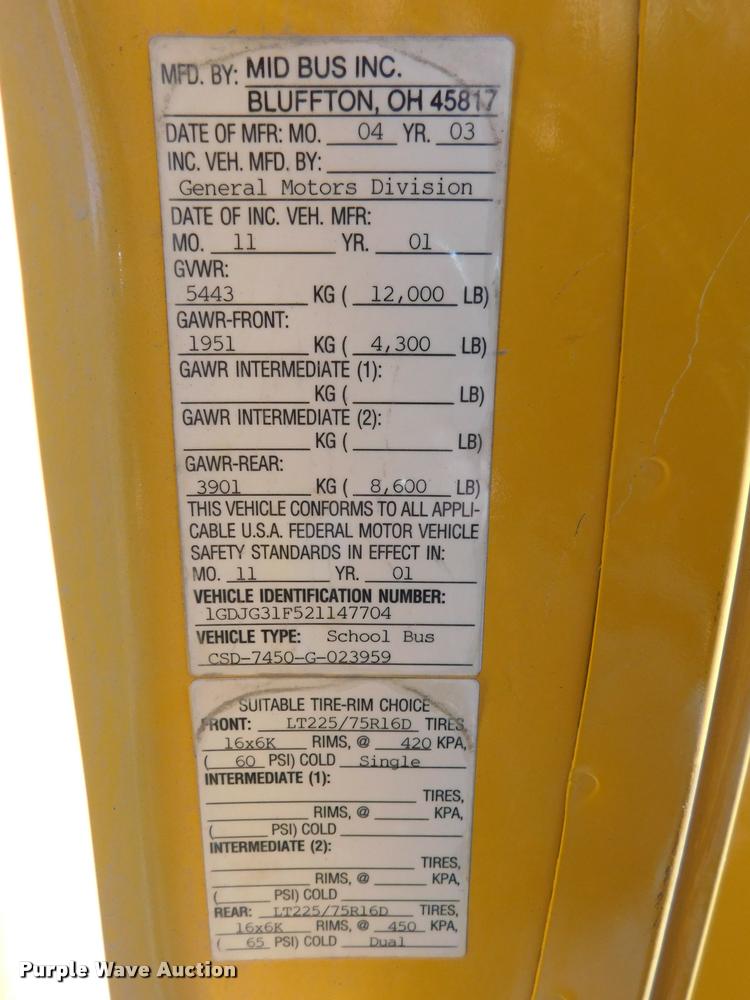 MFD. BY: MID BUS INC.
BLUFFTON, OH 45817
DATE OF MFR: MO. 04 YR. 03
INC. VEH. MFD. BY:
General Motors Division
DATE OF INC. VEH. MFR:
MO. 11 YR. 01
GVWR:
5443 KG ( 12,000 LB)
GAWR-FRONT:
1951 KG ( 4,300 LB)
GAWR INTERMEDIATE (1):
KG ( LB)
GAWR INTERMEDIATE (2):
KG ( LB)
GAWR-REAR:
3901 KG ( 8,600 LB)
THIS VEHICLE CONFORMS TO ALL APPLI-
CABLE U.S.A. FEDERAL MOTOR VEHICLE
SAFETY STANDARDS IN EFFECT IN:
MO. 11 YR. 01
VEHICLE IDENTIFICATION NUMBER:
1GDJG31F521147704
VEHICLE TYPE: School Bus
CSD-7450-G-023959
SUITABLE TIRE-RIM CHOICE
FRONT: LT225/75R16D TIRES,
16x6K RIMS, @ 420 KPA,
( 60 PSI) COLD Single
INTERMEDIATE (1):
TIRES,
RIMS, @ KPA,
( PSI) COLD
INTERMEDIATE (2):
TIRES,
RIMS, @ KPA,
( PSI) COLD
REAR: LT225/75R16D TIRES,
16x6K RIMS, @ 450 KPA,
( 65 PSI) COLD Dual
Purple Wave Auction